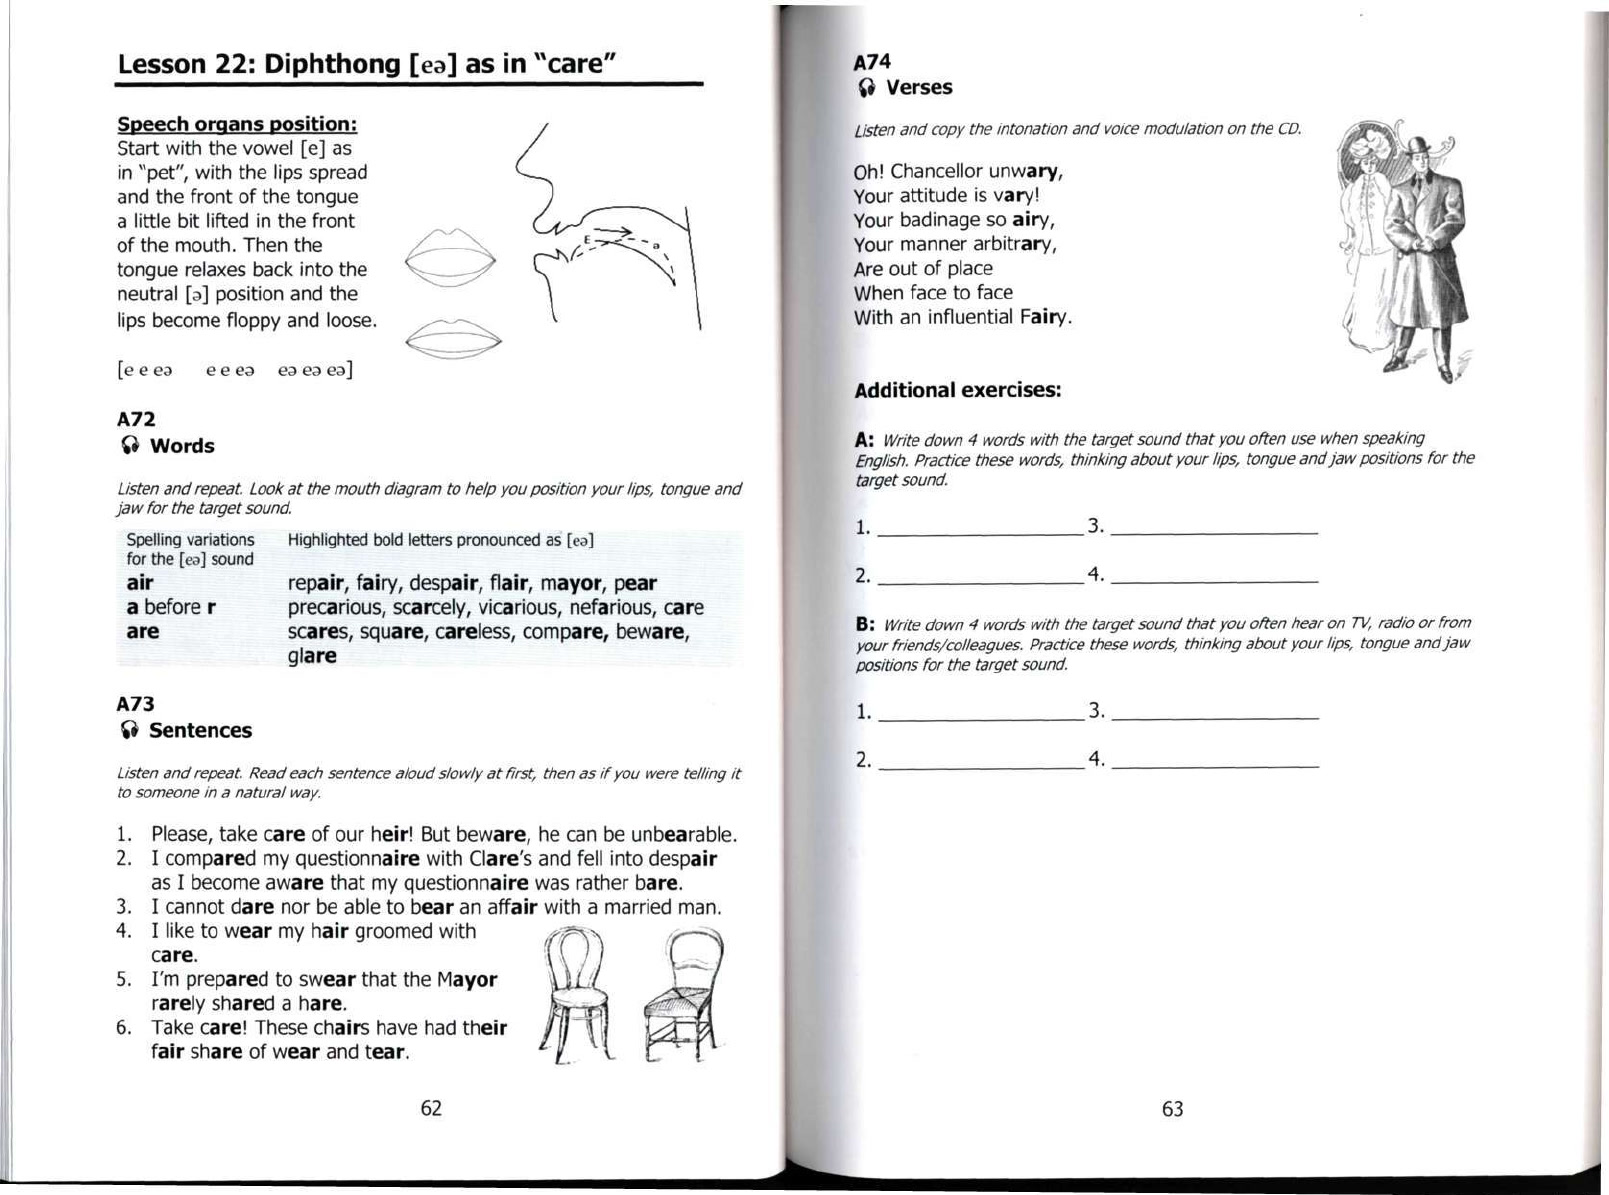 Lesson 22: Diphthong [eə] as in "care"
Speech organs position:
Start with the vowel [e] as
in "pet", with the lips spread
and the front of the tongue
a little bit lifted in the front
of the mouth. Then the
tongue relaxes back into the
neutral [ə] position and the
lips become floppy and loose.
E
ə
[e e eə e e eə eə eə eə]
A72
Words
Listen and repeat. Look at the mouth diagram to help you position your lips, tongue and
jaw for the target sound.
Spelling variations Highlighted bold letters pronounced as [eə]
for the [eə] sound
air repair, fairy, despair, flair, mayor, pear
a before r precarious, scarcely, vicarious, nefarious, care
are scares, square, careless, compare, beware,
glare
A73
Sentences
Listen and repeat. Read each sentence aloud slowly at first, then as if you were telling it
to someone in a natural way.
1. Please, take care of our heir! But beware, he can be unbearable.
2. I compared my questionnaire with Clare's and fell into despair
as I become aware that my questionnaire was rather bare.
3. I cannot dare nor be able to bear an affair with a married man.
4. I like to wear my hair groomed with
care.
5. I'm prepared to swear that the Mayor
rarely shared a hare.
6. Take care! These chairs have had their
fair share of wear and tear.
62
A74
Verses
Listen and copy the intonation and voice modulation on the CD.
Oh! Chancellor unwary,
Your attitude is vary!
Your badinage so airy,
Your manner arbitrary,
Are out of place
When face to face
With an influential Fairy.
Additional exercises:
A: Write down 4 words with the target sound that you often use when speaking
English. Practice these words, thinking about your lips, tongue and jaw positions for the
target sound.
1. 3.
2. 4.
B: Write down 4 words with the target sound that you often hear on TV, radio or from
your friends/colleagues. Practice these words, thinking about your lips, tongue and jaw
positions for the target sound.
1. 3.
2. 4.
63